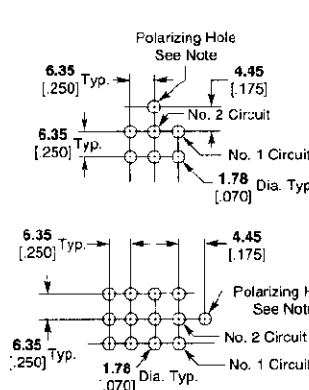 Polarizing Hole
See Note
6.35
[.250] Typ.
4.45
[.175]
No. 2 Circuit
6.35
[.250] Typ.
No. 1 Circuit
1.78
[.070] Dia. Typ
6.35
[.250] Typ.
4.45
[.175]
Polarizing H
See Not
No. 2 Circuit
6.35
[.250] Typ.
1.78
[.070] Dia. Typ.
No. 1 Circuit